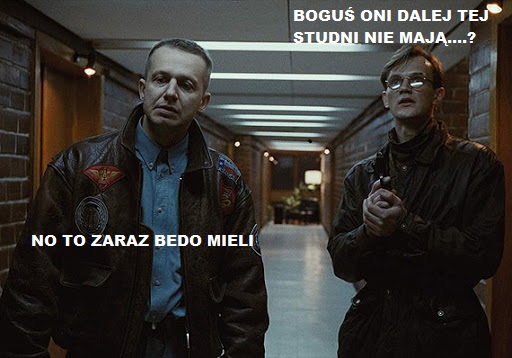 BOGUŚ ONI DALEJ TEJ
STUDNI NIE MAJĄ....?
NO TO ZARAZ BEDO MIELI